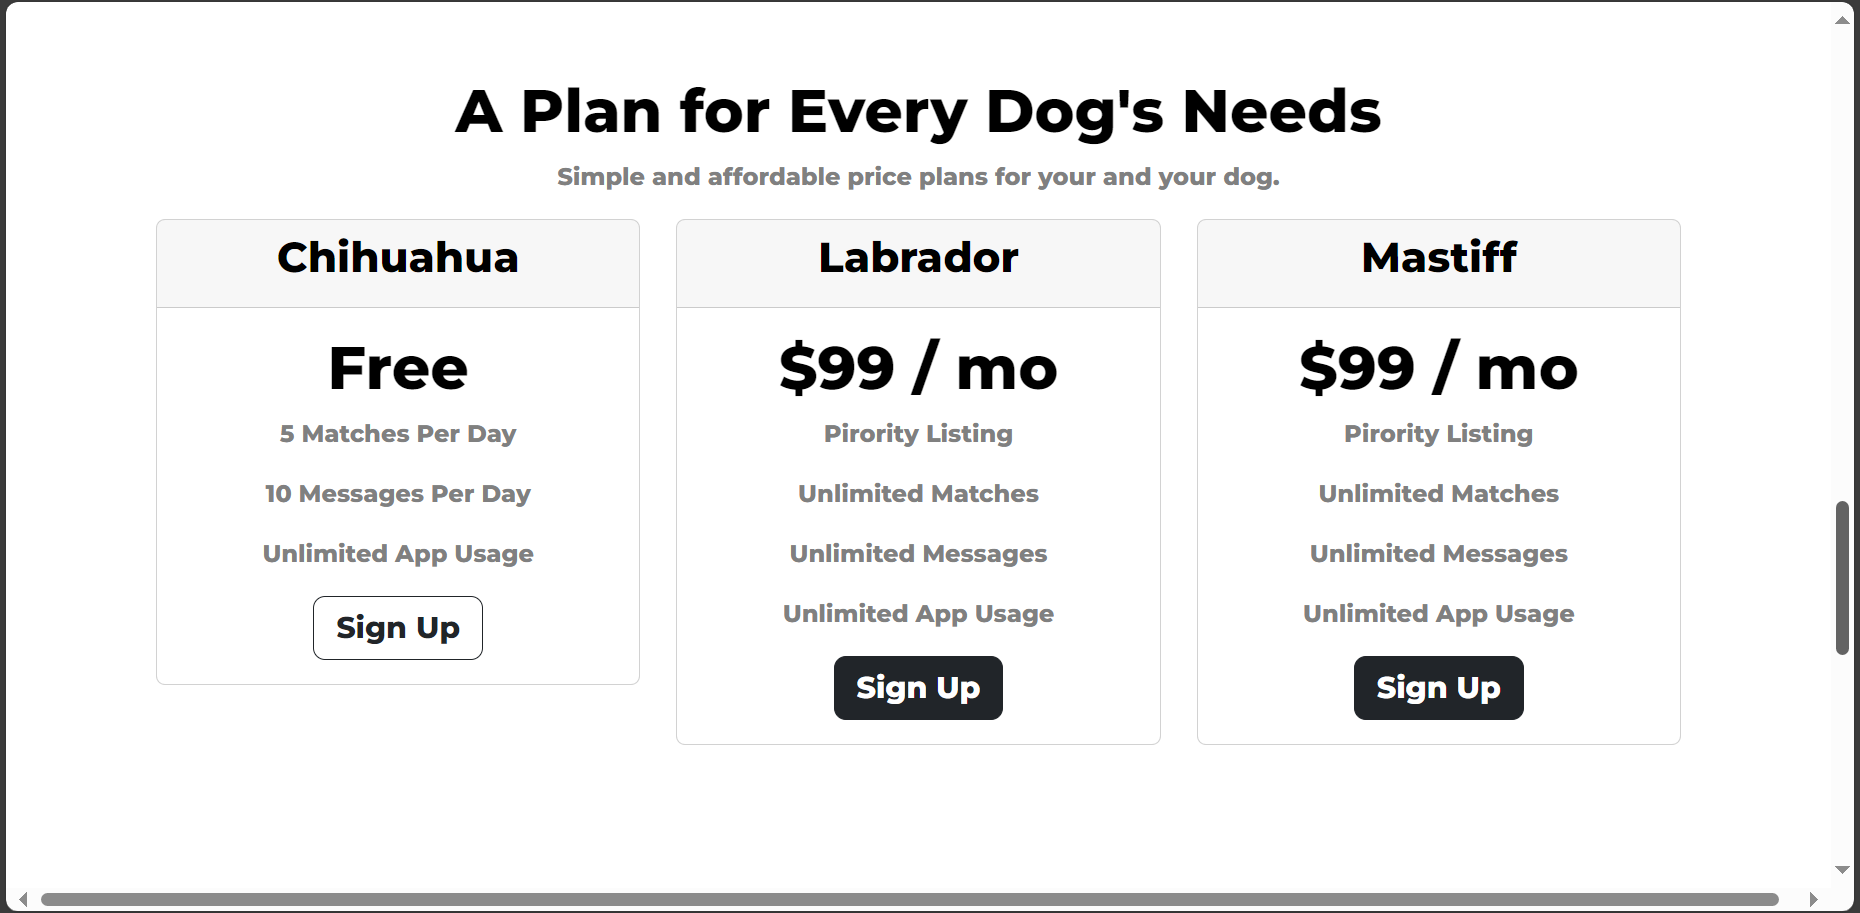 A Plan for Every Dog's Needs
Simple and affordable price plans for your and your dog.
Chihuahua
Free
5 Matches Per Day
10 Messages Per Day
Unlimited App Usage
Sign Up
Labrador
$99 / mo
Pirority Listing
Unlimited Matches
Unlimited Messages
Unlimited App Usage
Sign Up
Mastiff
$99 / mo
Pirority Listing
Unlimited Matches
Unlimited Messages
Unlimited App Usage
Sign Up